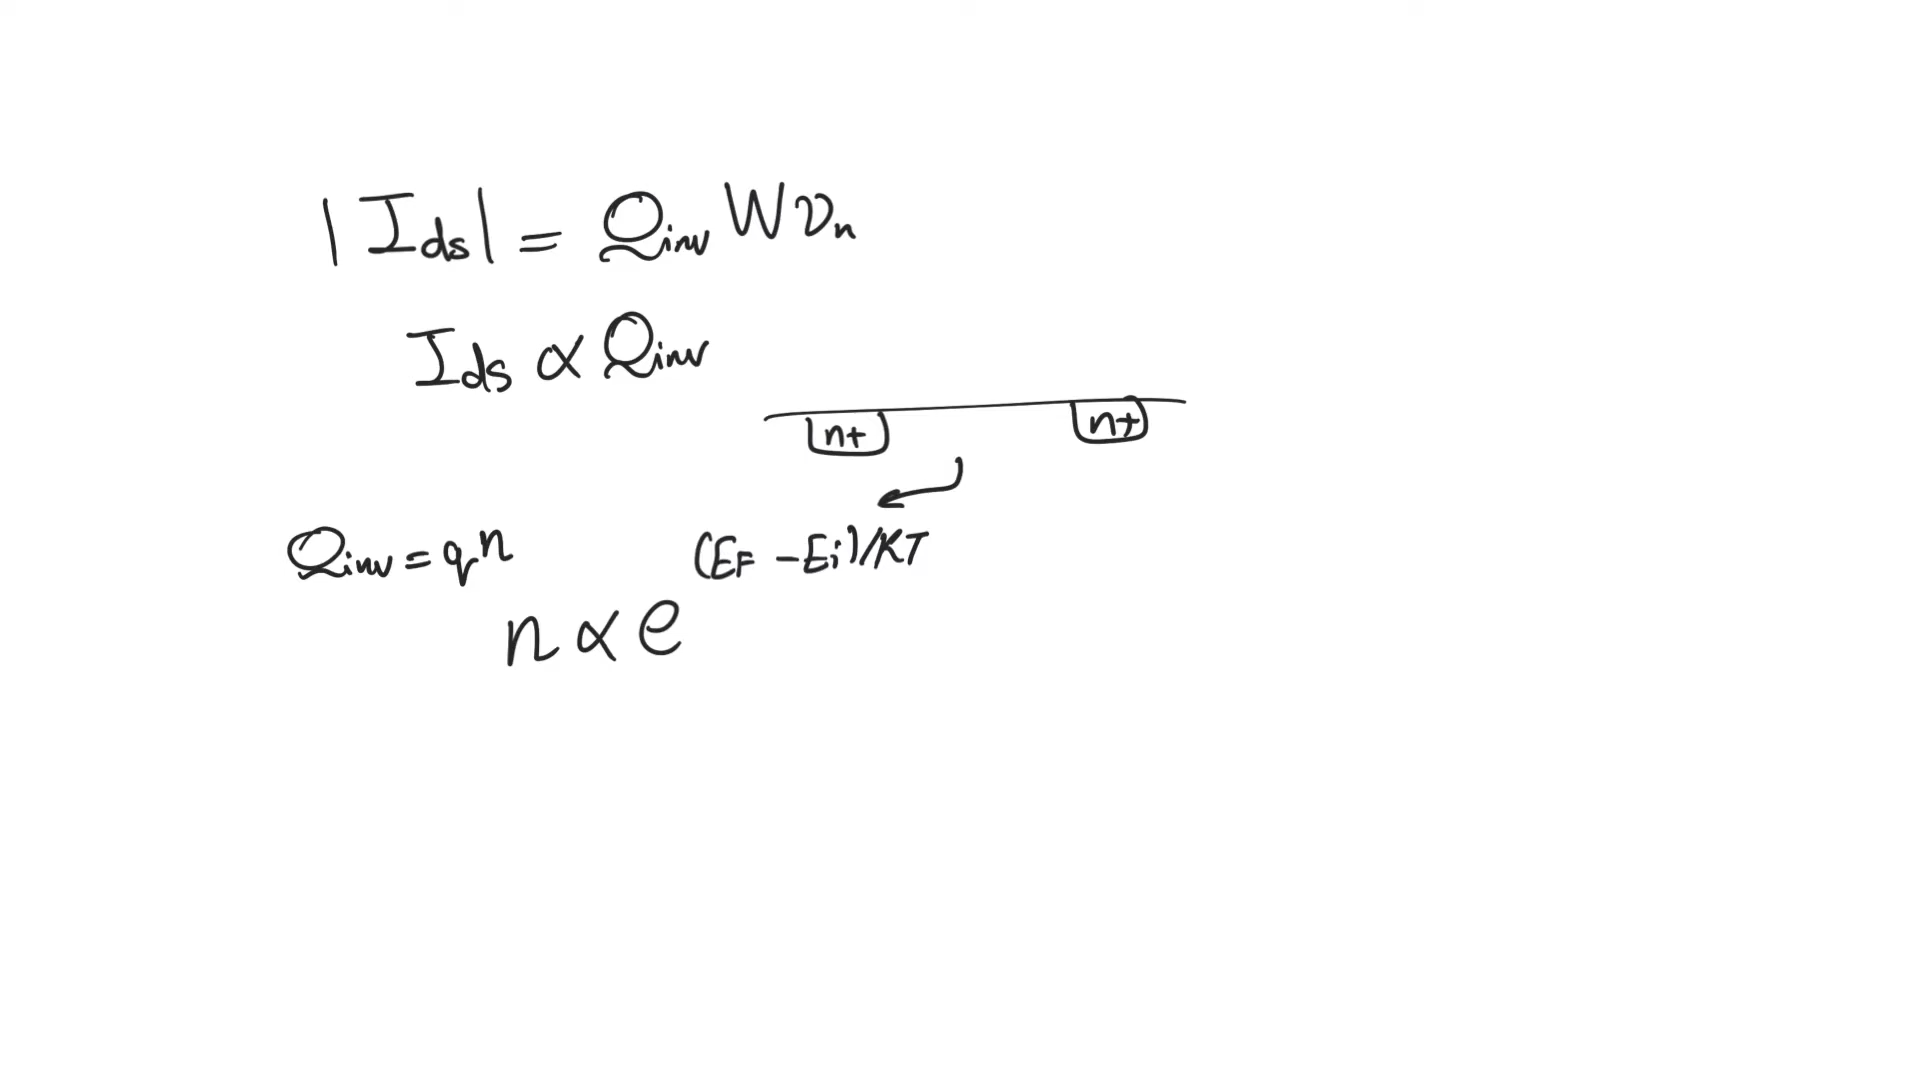 |Ids| = Qinv W vn
Ids ∝ Qinv
n+ n+
Qinv = qn
n ∝ e^(EF - Ei)/KT